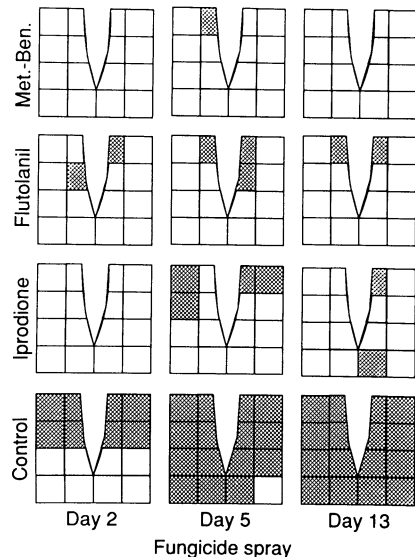 Met.-Ben.
Flutolanil
Iprodione
Control
Day 2 Day 5 Day 13
Fungicide spray